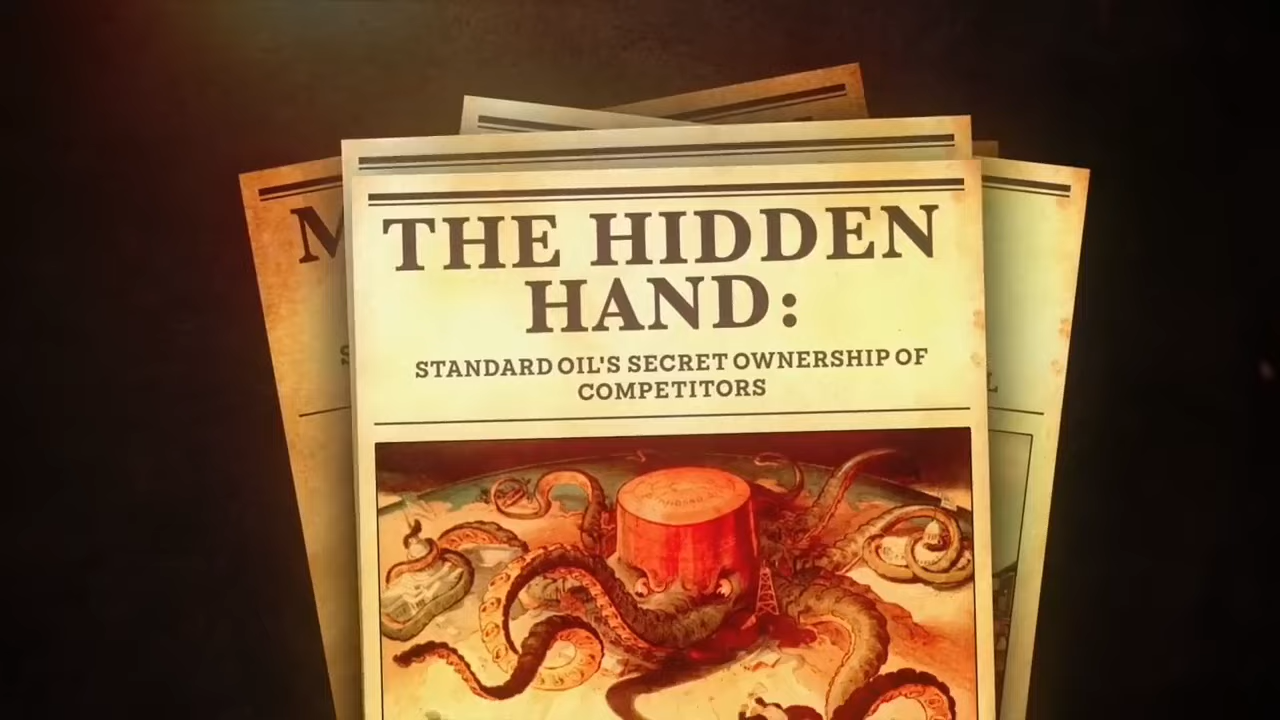 THE HIDDEN
HAND:
STANDARD OIL'S SECRET OWNERSHIP OF
COMPETITORS